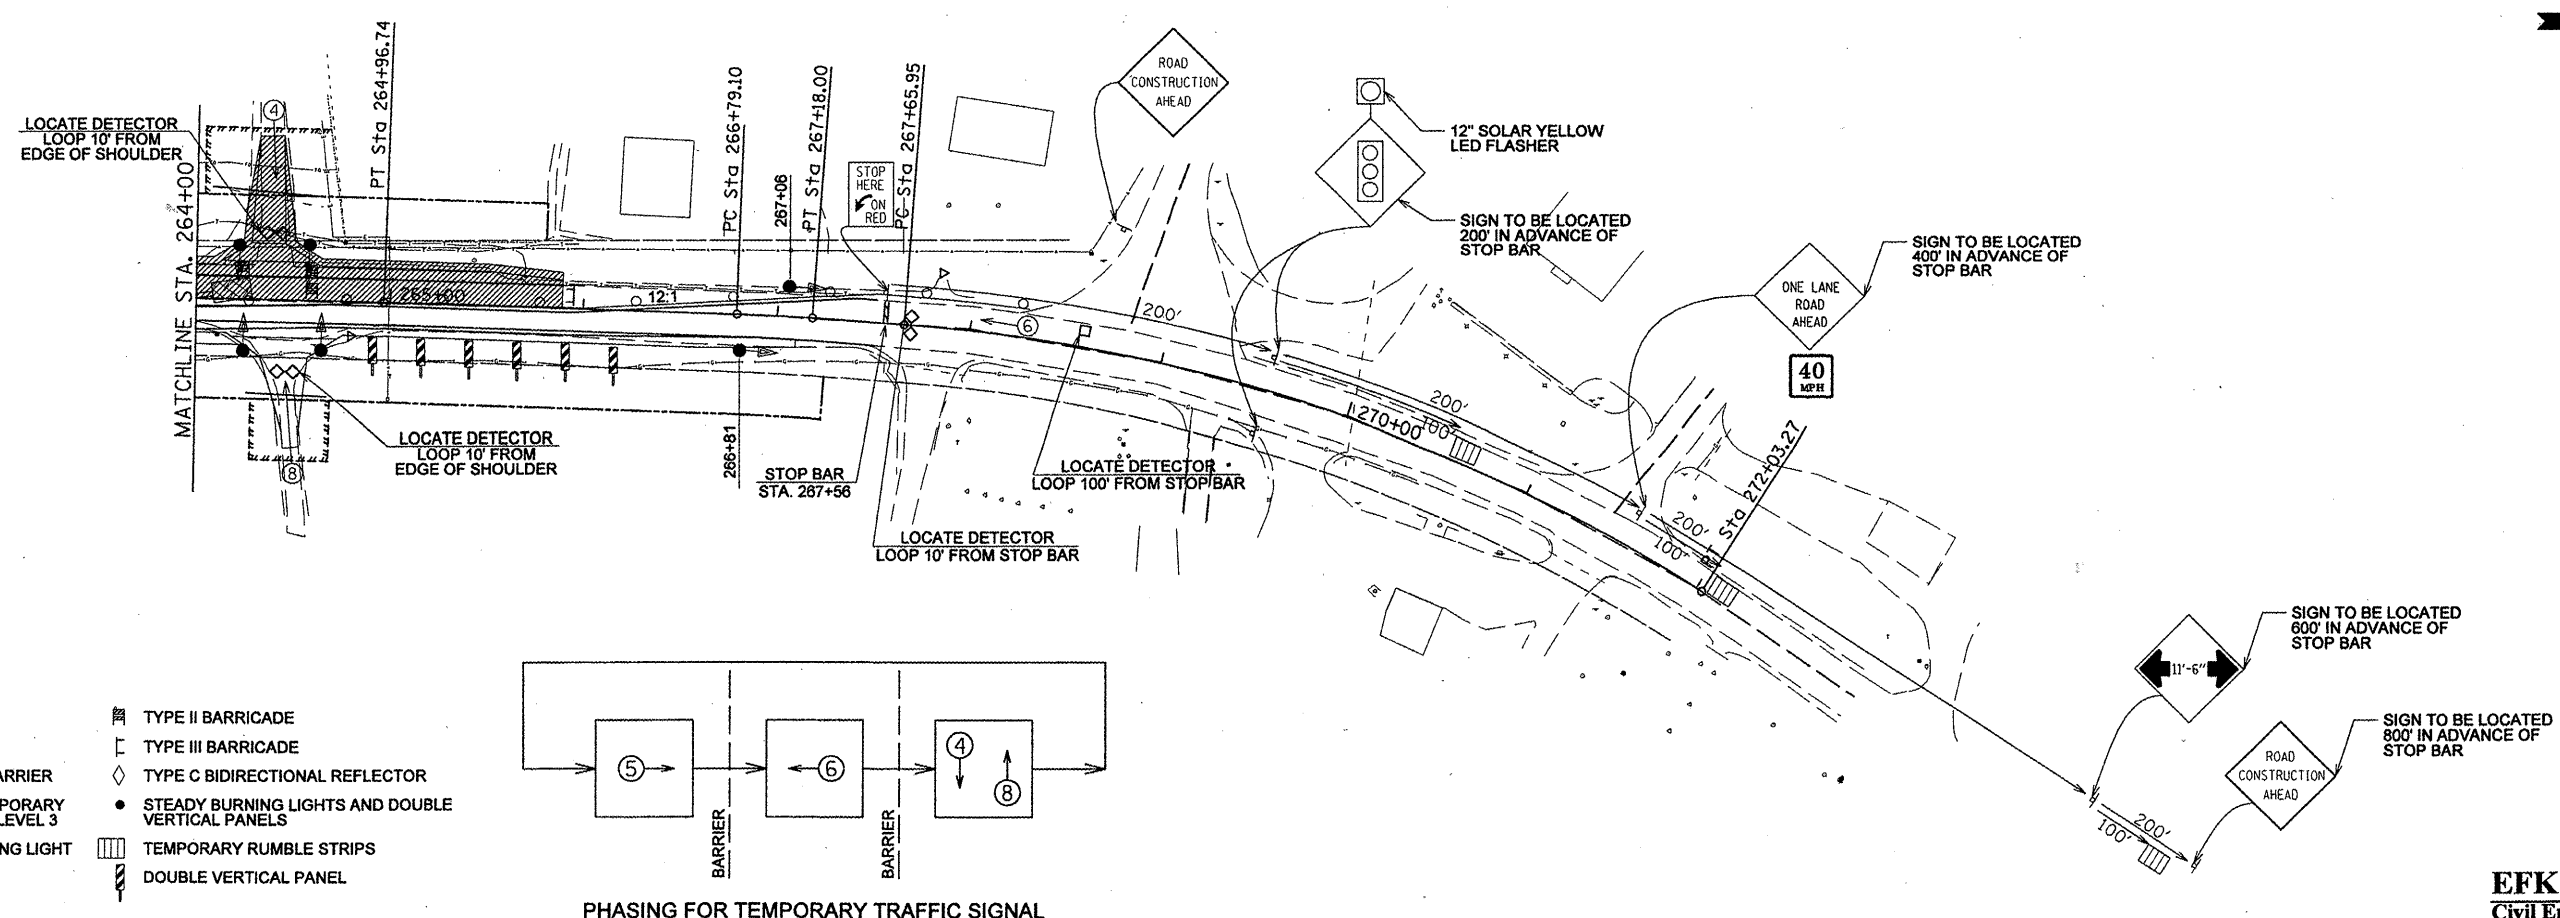 LOCATE DETECTOR
LOOP 10' FROM
EDGE OF SHOULDER
4
MATCHLINE STA. 264+00
PT Sta 264+96.74
265+00
12:1
PC Sta 266+79.10
267+06
PT Sta 267+18.00
STOP
HERE
ON
RED
PC Sta 267+65.95
ROAD
CONSTRUCTION
AHEAD
12" SOLAR YELLOW
LED FLASHER
SIGN TO BE LOCATED
200' IN ADVANCE OF
STOP BAR
SIGN TO BE LOCATED
400' IN ADVANCE OF
STOP BAR
ONE LANE
ROAD
AHEAD
40
MPH
6
200'
200'
100'
270+00
200'
100'
PT Sta 272+03.27
8
LOCATE DETECTOR
LOOP 10' FROM
EDGE OF SHOULDER
266+81
STOP BAR
STA. 267+56
LOCATE DETECTOR
LOOP 100' FROM STOP BAR
LOCATE DETECTOR
LOOP 10' FROM STOP BAR
SIGN TO BE LOCATED
600' IN ADVANCE OF
STOP BAR
11'-6"
SIGN TO BE LOCATED
800' IN ADVANCE OF
STOP BAR
ROAD
CONSTRUCTION
AHEAD
200'
100'
TYPE II BARRICADE
TYPE III BARRICADE
ARRIER
TYPE C BIDIRECTIONAL REFLECTOR
PORARY
LEVEL 3
STEADY BURNING LIGHTS AND DOUBLE
VERTICAL PANELS
NG LIGHT
TEMPORARY RUMBLE STRIPS
DOUBLE VERTICAL PANEL
5
BARRIER
6
BARRIER
4
8
PHASING FOR TEMPORARY TRAFFIC SIGNAL
EFK
Civil En